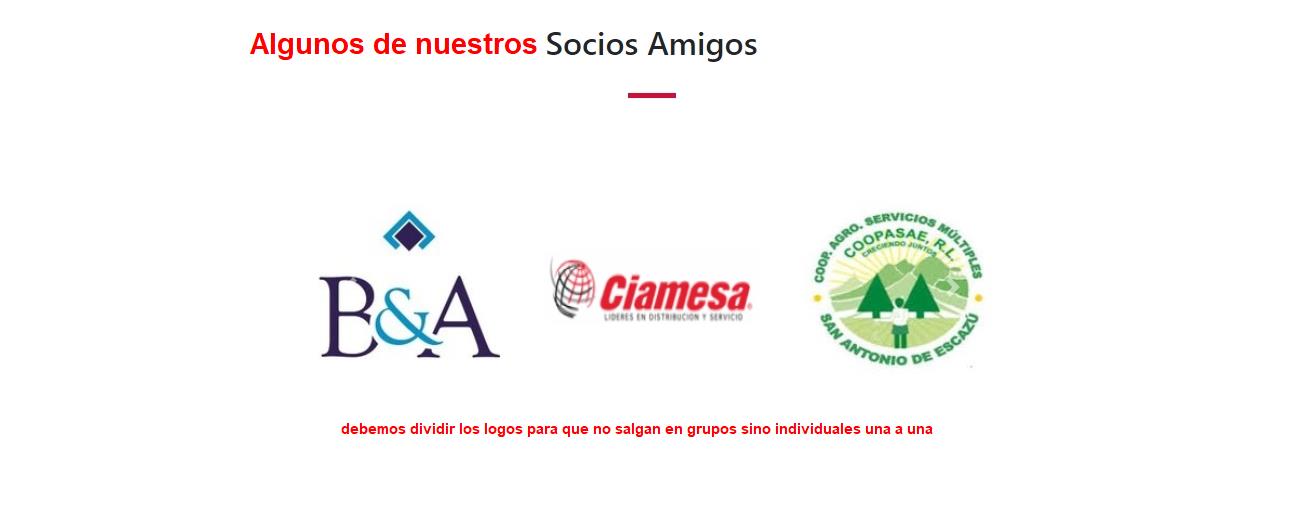 Algunos de nuestros Socios Amigos
B&A
Ciamesa
LIDERES EN DISTRIBUCION Y SERVICIO
COOP. AGRO. SERVICIOS MÚLTIPLES
COOPASAE, R.L.
CRECIENDO JUNTOS
SAN ANTONIO DE ESCAZÚ
debemos dividir los logos para que no salgan en grupos sino individuales una a una